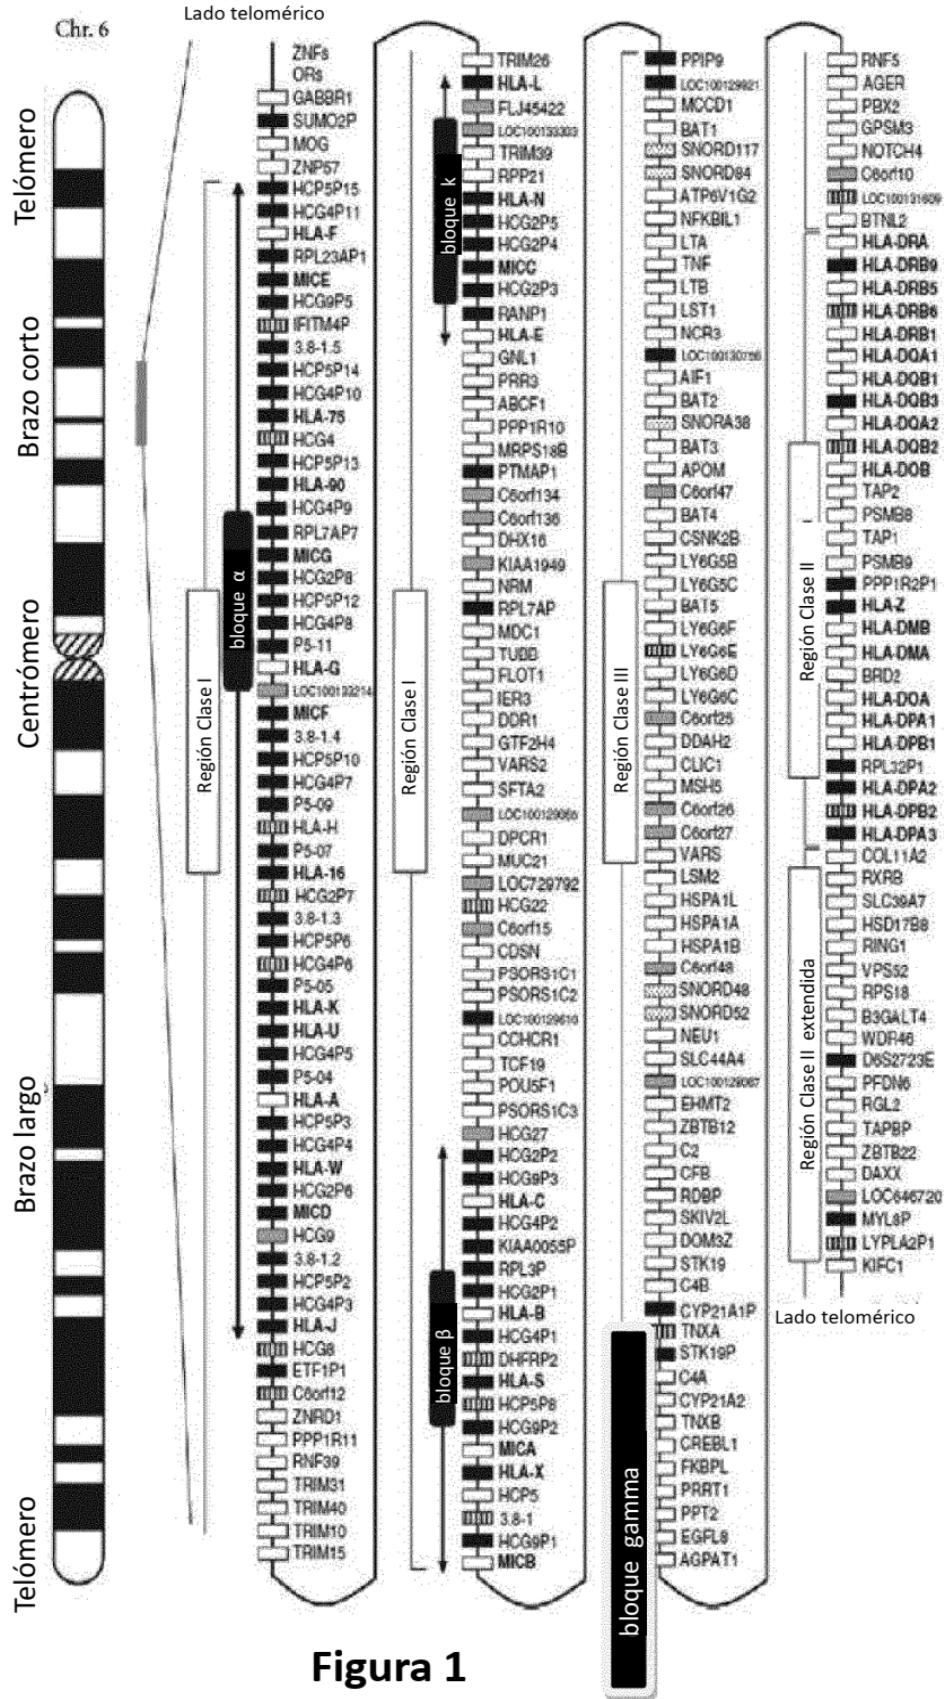 Lado telomérico
Chr. 6
Telómero
Brazo corto
Centrómero
Brazo largo
Telómero
ZNFs
ORs
GABBR1
SUMO2P
MOG
ZNP57
HCP5P15
HCG4P11
HLA-F
RPL23AP1
MICE
HCG9P5
IFITM4P
3.8-1.5
HCP5P14
HCG4P10
HLA-75
HCG4
HCP5P13
HLA-90
HCG4P9
RPL7AP7
MICG
HCG2P8
HCP5P12
HCG4P8
P5-11
HLA-G
LOC100133214
MICF
3.8-1.4
HCP5P10
HCG4P7
P5-09
HLA-H
P5-07
HLA-16
HCG2P7
3.8-1.3
HCP5P6
HCG4P6
P5-05
HLA-K
HLA-U
HCG4P5
P5-04
HLA-A
HCP5P3
HCG4P4
HLA-W
HCG2P6
MICD
HCG9
3.8-1.2
HCP5P2
HCG4P3
HLA-J
HCG8
ETF1P1
C6orf12
ZNRD1
PPP1R11
RNF39
TRIM31
TRIM40
TRIM10
TRIM15
Región Clase I
bloque α
TRIM26
HLA-L
FLJ45422
LOC100133303
TRIM39
RPP21
HLA-N
HCG2P5
HCG2P4
MICC
HCG2P3
RANP1
HLA-E
GNL1
PRR3
ABCF1
PPP1R10
MRPS18B
PTMAP1
C6orf134
C6orf136
DHX16
KIAA1949
NRM
RPL7AP
MDC1
TUBB
FLOT1
IER3
DDR1
GTF2H4
VARS2
SFTA2
DPCR1
MUC21
LOC729792
HCG22
C6orf15
CDSN
PSORS1C1
PSORS1C2
LOC100129610
CCHCR1
TCF19
POU5F1
PSORS1C3
HCG27
HCG2P2
HCG9P3
HLA-C
HCG4P2
KIAA0055P
RPL3P
HCG2P1
HLA-B
HCG4P1
DHFRP2
HLA-S
HCP5P8
HCG9P2
MICA
HLA-X
HCP5
3.8-1
HCG9P1
MICB
bloque k
Región Clase I
bloque β
PPIP9
LOC100129921
MCCD1
BAT1
SNORD117
SNORD84
ATP6V1G2
NFKBIL1
LTA
TNF
LTB
LST1
NCR3
LOC100130756
AIF1
BAT2
SNORA38
BAT3
APOM
C6orf47
BAT4
CSNK2B
LY6G5B
LY6G5C
BAT5
LY6G6F
LY6G6E
LY6G6D
LY6G6C
C6orf25
DDAH2
CLIC1
MSH5
C6orf26
C6orf27
VARS
LSM2
HSPA1L
HSPA1A
HSPA1B
C6orf48
SNORD48
SNORD52
NEU1
SLC44A4
EHMT2
ZBTB12
C2
CFB
RDBP
SKIV2L
DOM3Z
STK19
C4B
CYP21A1P
TNXA
STK19P
C4A
CYP21A2
TNXB
CREBL1
FKBPL
PRRT1
PPT2
EGFL8
AGPAT1
Región Clase III
bloque gamma
RNF5
AGER
PBX2
GPSM3
NOTCH4
C6orf10
LOC100131609
BTNL2
HLA-DRA
HLA-DRB9
HLA-DRB5
HLA-DRB6
HLA-DRB1
HLA-DQA1
HLA-DQB1
HLA-DQB3
HLA-DQA2
HLA-DQB2
HLA-DOB
TAP2
PSMB8
TAP1
PSMB9
PPP1R2P1
HLA-Z
HLA-DMB
HLA-DMA
BRD2
HLA-DOA
HLA-DPA1
HLA-DPB1
RPL32P1
HLA-DPA2
HLA-DPB2
HLA-DPA3
COL11A2
RXRB
SLC39A7
HSD17B8
RING1
VPS52
RPS18
B3GALT4
WDR46
D6S2723E
PFDN6
RGL2
TAPBP
ZBTB22
DAXX
LOC646720
MYL8P
LYPLA2P1
KIFC1
Región Clase II
Región Clase II extendida
Lado telomérico
Figura 1